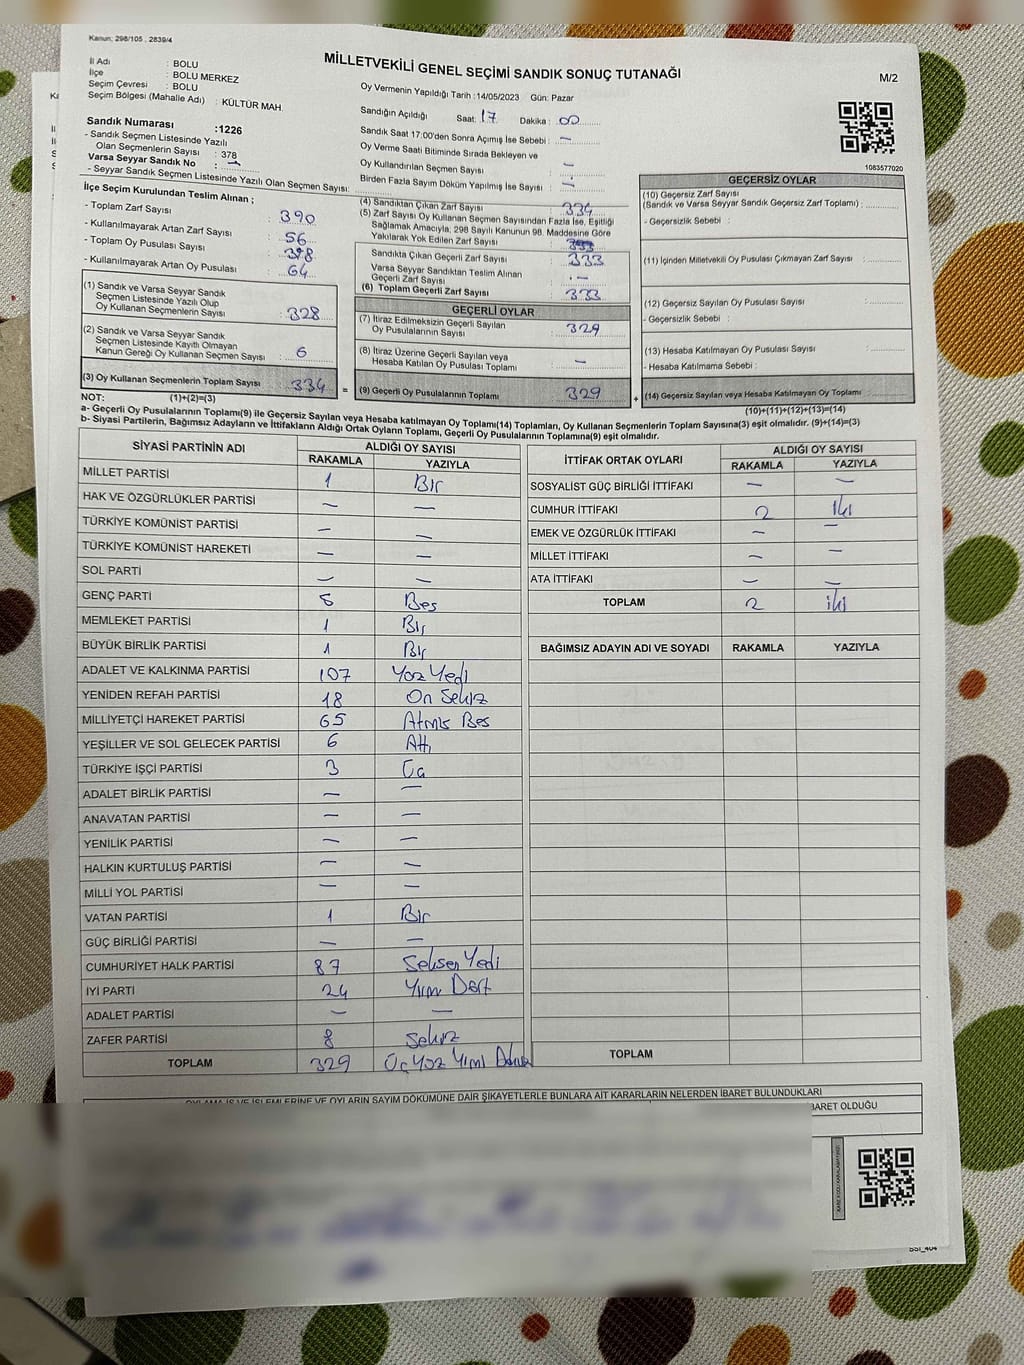 Kanun: 298/105 . 2839/4
MİLLETVEKİLİ GENEL SEÇİMİ SANDIK SONUÇ TUTANAĞI
M/2
İl Adı : BOLU
İlçe : BOLU MERKEZ
Seçim Çevresi : BOLU
Seçim Bölgesi (Mahalle Adı) : KÜLTÜR MAH.
Sandık Numarası :1226
- Sandık Seçmen Listesinde Yazılı
Olan Seçmenlerin Sayısı : 378
Varsa Seyyar Sandık No : —
- Seyyar Sandık Seçmen Listesinde Yazılı Olan Seçmen Sayısı:
Oy Vermenin Yapıldığı Tarih :14/05/2023 Gün: Pazar
Sandığın Açıldığı Saat: 17 Dakika : 00
Sandık Saat 17:00'den Sonra Açımış İse Sebebi : —
Oy Verme Saati Bitiminde Sırada Bekleyen ve
Oy Kullandırılan Seçmen Sayısı : —
Birden Fazla Sayım Döküm Yapılmış İse Sayısı : —
1083577020
İlçe Seçim Kurulundan Teslim Alınan ;
- Toplam Zarf Sayısı : 390
- Kullanılmayarak Artan Zarf Sayısı : 56
- Toplam Oy Pusulası Sayısı : 398
- Kullanılmayarak Artan Oy Pusulası : 64
(1) Sandık ve Varsa Seyyar Sandık
Seçmen Listesinde Yazılı Olup
Oy Kullanan Seçmenlerin Sayısı : 328
(2) Sandık ve Varsa Seyyar Sandık
Seçmen Listesinde Kayıtlı Olmayan
Kanun Gereği Oy Kullanan Seçmen Sayısı : 6
(3) Oy Kullanan Seçmenlerin Toplam Sayısı : 334
(4) Sandıktan Çıkan Zarf Sayısı : 334
(5) Zarf Sayısı Oy Kullanan Seçmen Sayısından Fazla İse, Eşitliği
Sağlamak Amacıyla, 298 Sayılı Kanunun 98. Maddesine Göre
Yakılarak Yok Edilen Zarf Sayısı :
Sandıkta Çıkan Geçerli Zarf Sayısı : 333
Varsa Seyyar Sandıktan Teslim Alınan
Geçerli Zarf Sayısı : —
(6) Toplam Geçerli Zarf Sayısı : 333
GEÇERLİ OYLAR
(7) İtiraz Edilmeksizin Geçerli Sayılan
Oy Pusulalarının Sayısı : 329
(8) İtiraz Üzerine Geçerli Sayılan veya
Hesaba Katılan Oy Pusulası Toplamı : —
= (9) Geçerli Oy Pusulalarının Toplamı : 329
GEÇERSİZ OYLAR
(10) Geçersiz Zarf Sayısı
(Sandık ve Varsa Seyyar Sandık Geçersiz Zarf Toplamı) :
- Geçersizlik Sebebi :
(11) İçinden Milletvekili Oy Pusulası Çıkmayan Zarf Sayısı :
(12) Geçersiz Sayılan Oy Pusulası Sayısı :
- Geçersizlik Sebebi :
(13) Hesaba Katılmayan Oy Pusulası Sayısı :
- Hesaba Katılmama Sebebi :
+ (14) Geçersiz Sayılan veya Hesaba Katılmayan Oy Toplamı :
NOT: (1)+(2)=(3)
(10)+(11)+(12)+(13)=(14)
a- Geçerli Oy Pusulalarının Toplamı(9) ile Geçersiz Sayılan veya Hesaba katılmayan Oy Toplamı(14) Toplamları, Oy Kullanan Seçmenlerin Toplam Sayısına(3) eşit olmalıdır. (9)+(14)=(3)
b- Siyasi Partilerin, Bağımsız Adayların ve İttifakların Aldığı Ortak Oyların Toplamı, Geçerli Oy Pusulalarının Toplamına(9) eşit olmalıdır.
SİYASİ PARTİNİN ADI ALDIĞI OY SAYISI
RAKAMLA YAZIYLA
MİLLET PARTİSİ 1 Bir
HAK VE ÖZGÜRLÜKLER PARTİSİ — —
TÜRKİYE KOMÜNİST PARTİSİ — —
TÜRKİYE KOMÜNİST HAREKETİ — —
SOL PARTİ — —
GENÇ PARTİ 5 Bes
MEMLEKET PARTİSİ 1 Bir
BÜYÜK BİRLİK PARTİSİ 1 Bir
ADALET VE KALKINMA PARTİSİ 107 Yüz Yedi
YENİDEN REFAH PARTİSİ 18 On Sekiz
MİLLİYETÇİ HAREKET PARTİSİ 65 Atmıs Bes
YEŞİLLER VE SOL GELECEK PARTİSİ 6 Altı
TÜRKİYE İŞÇİ PARTİSİ 3 Üç
ADALET BİRLİK PARTİSİ — —
ANAVATAN PARTİSİ — —
YENİLİK PARTİSİ — —
HALKIN KURTULUŞ PARTİSİ — —
MİLLİ YOL PARTİSİ — —
VATAN PARTİSİ 1 Bir
GÜÇ BİRLİĞİ PARTİSİ — —
CUMHURİYET HALK PARTİSİ 87 Seksen Yedi
İYİ PARTİ 24 Yirmi Dört
ADALET PARTİSİ — —
ZAFER PARTİSİ 8 Sekiz
TOPLAM 329 Üç Yüz Yirmi Dokuz
İTTİFAK ORTAK OYLARI ALDIĞI OY SAYISI
RAKAMLA YAZIYLA
SOSYALİST GÜÇ BİRLİĞİ İTTİFAKI — —
CUMHUR İTTİFAKI 2 İki
EMEK VE ÖZGÜRLÜK İTTİFAKI — —
MİLLET İTTİFAKI — —
ATA İTTİFAKI — —
TOPLAM 2 iki
BAĞIMSIZ ADAYIN ADI VE SOYADI RAKAMLA YAZIYLA
TOPLAM
OYLAMA İŞ VE İŞLEMLERİNE VE OYLARIN SAYIM DÖKÜMÜNE DAİR ŞİKAYETLERLE BUNLARA AİT KARARLARIN NELERDEN İBARET BULUNDUKLARI
BARET OLDUĞU